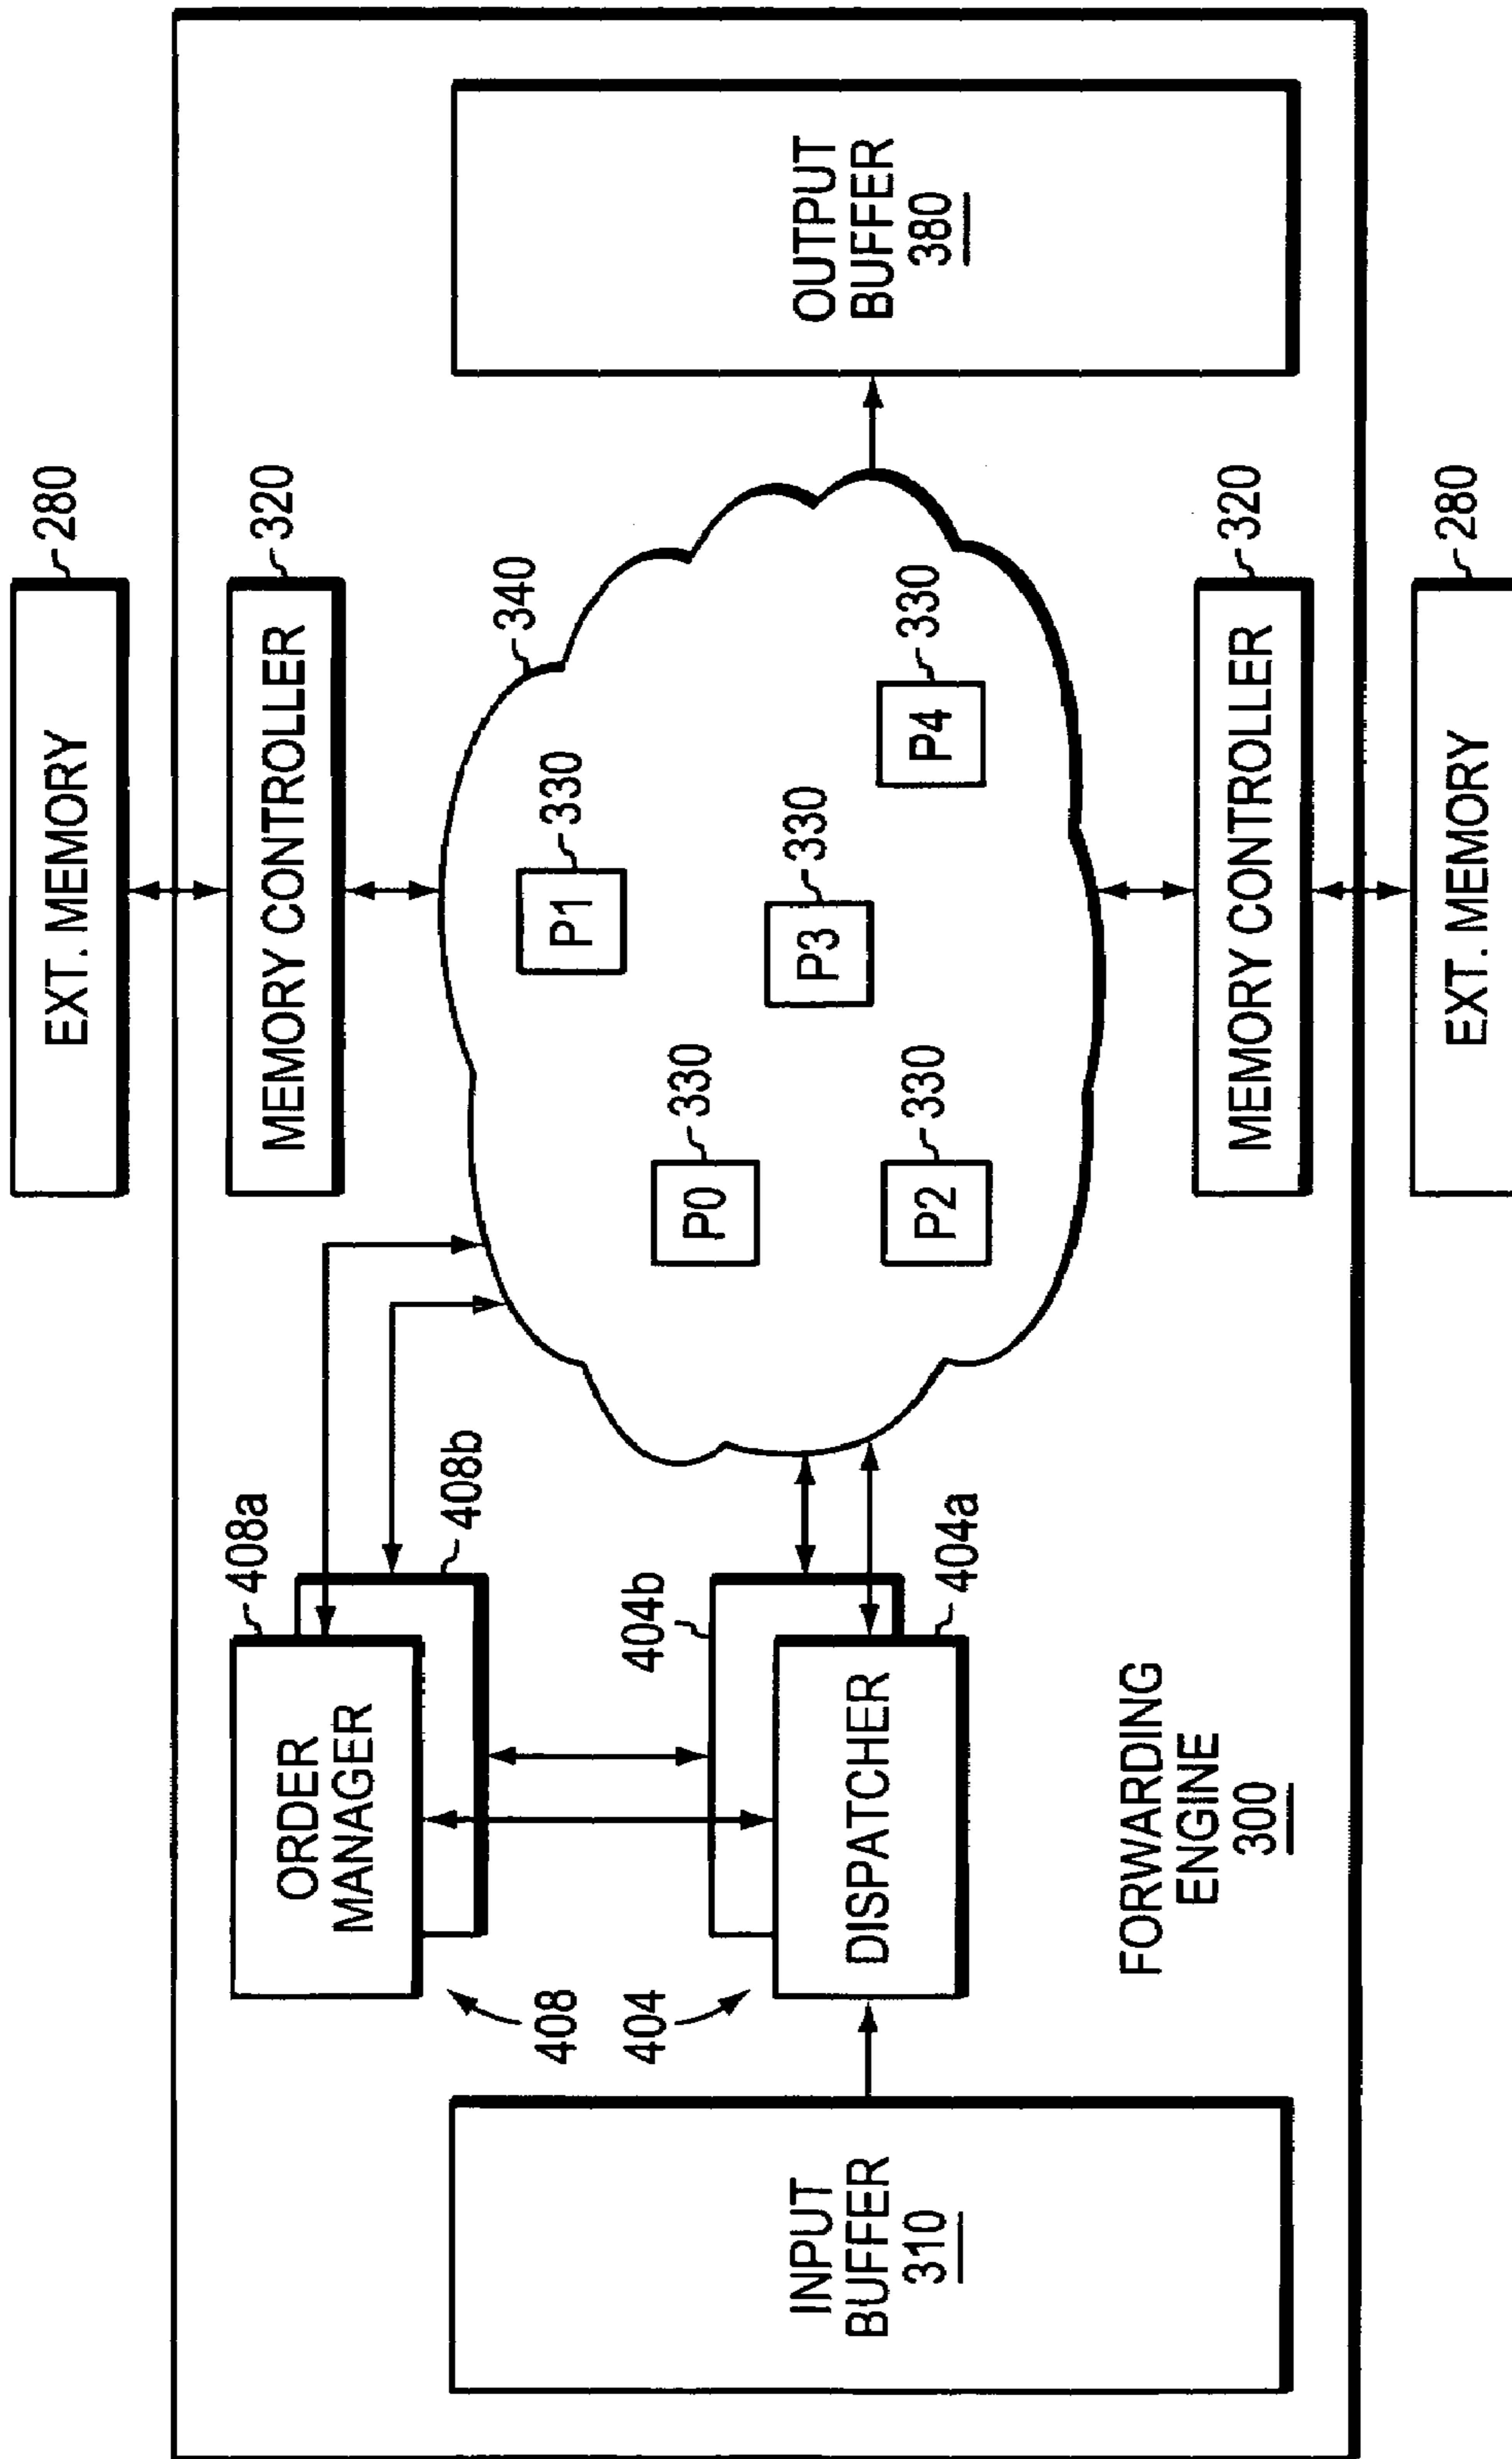 EXT. MEMORY
280
MEMORY CONTROLLER
320
408a
ORDER
MANAGER
408b
408
340
P1
330
P0
330
P3
330
P2
330
P4
330
404b
404
DISPATCHER
404a
INPUT
BUFFER
310
OUTPUT
BUFFER
380
FORWARDING
ENGINE
300
MEMORY CONTROLLER
320
EXT. MEMORY
280